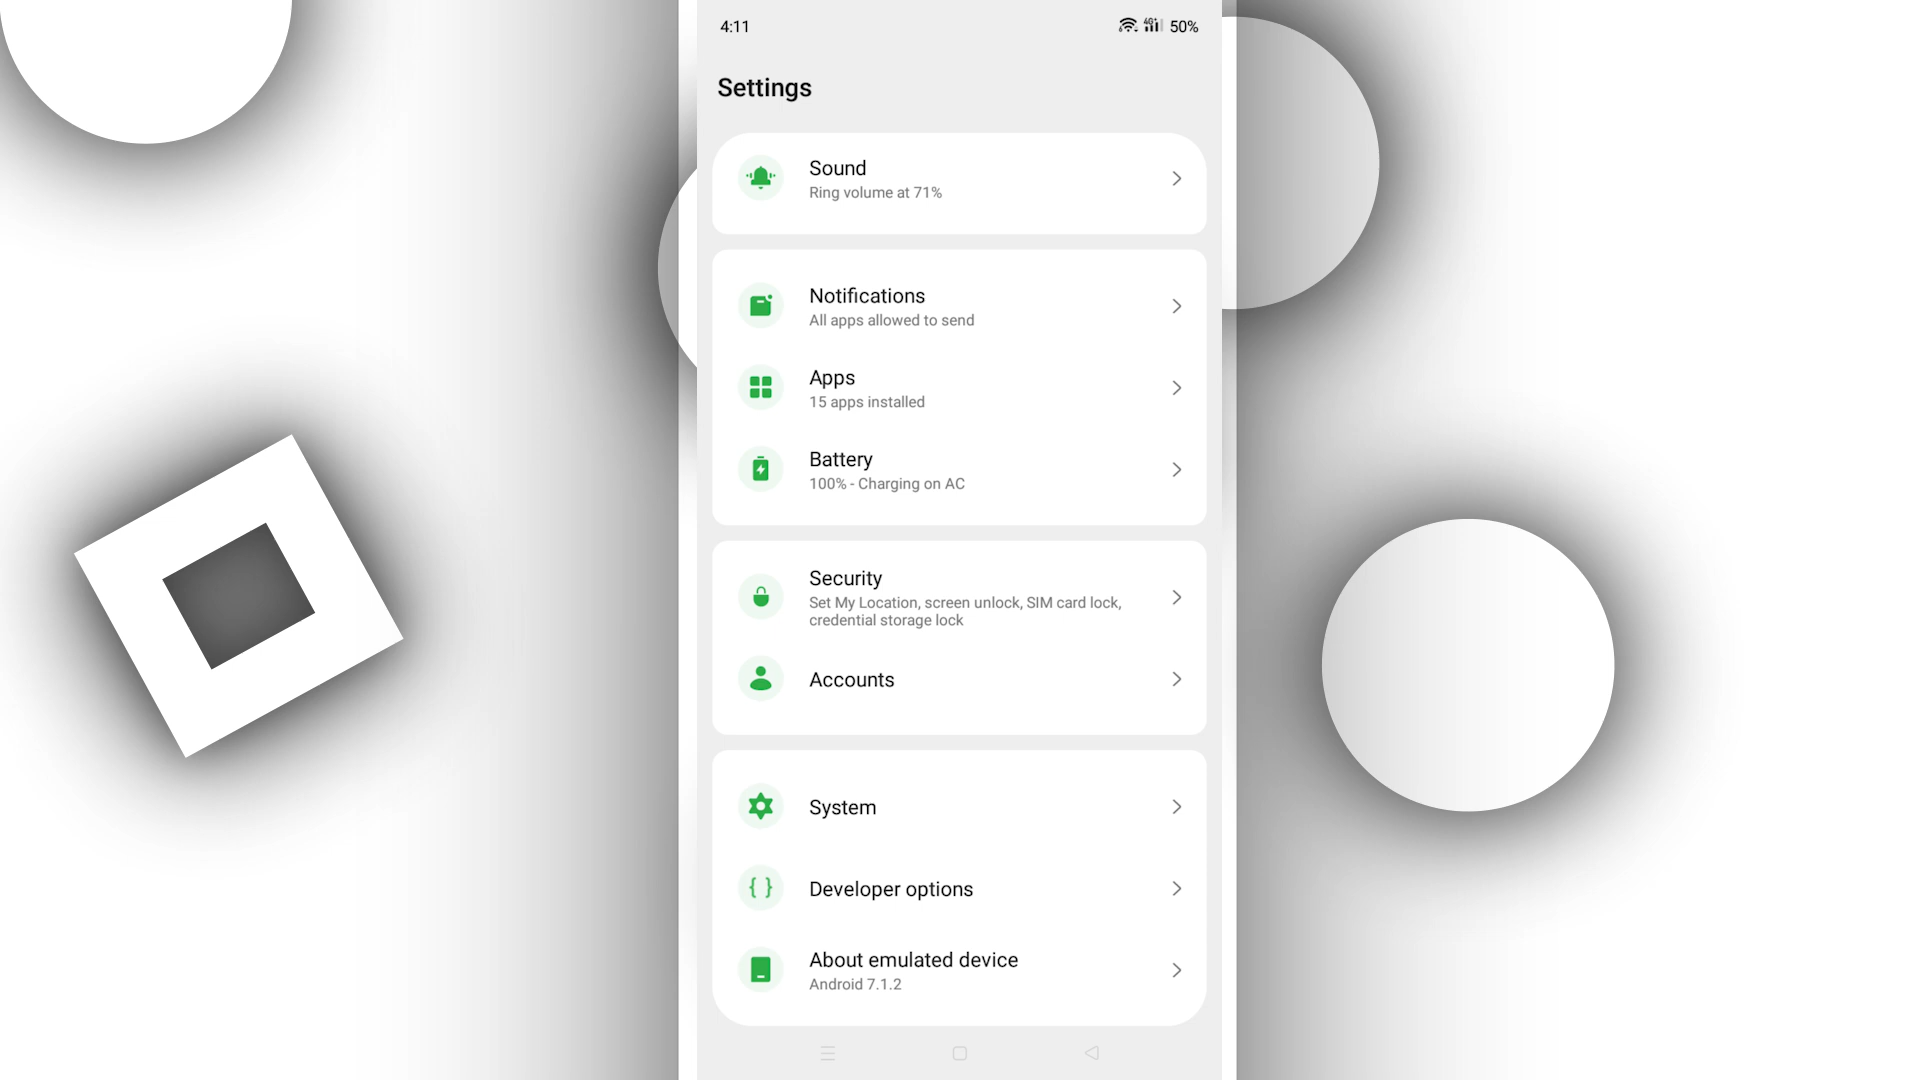 4:11
4G+
50%
Settings
Sound
Ring volume at 71%
Notifications
All apps allowed to send
Apps
15 apps installed
Battery
100% - Charging on AC
Security
Set My Location, screen unlock, SIM card lock,
credential storage lock
Accounts
System
{ }
Developer options
About emulated device
Android 7.1.2